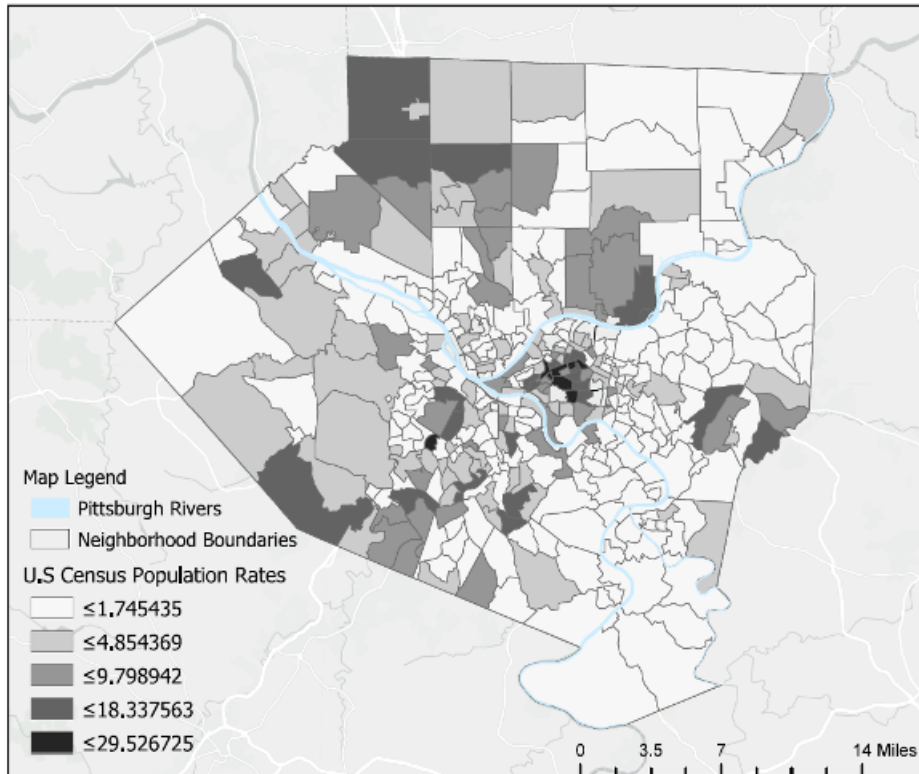 Map Legend
Pittsburgh Rivers
Neighborhood Boundaries
U.S Census Population Rates
≤1.745435
≤4.854369
≤9.798942
≤18.337563
≤29.526725
0 3.5 7 14 Miles